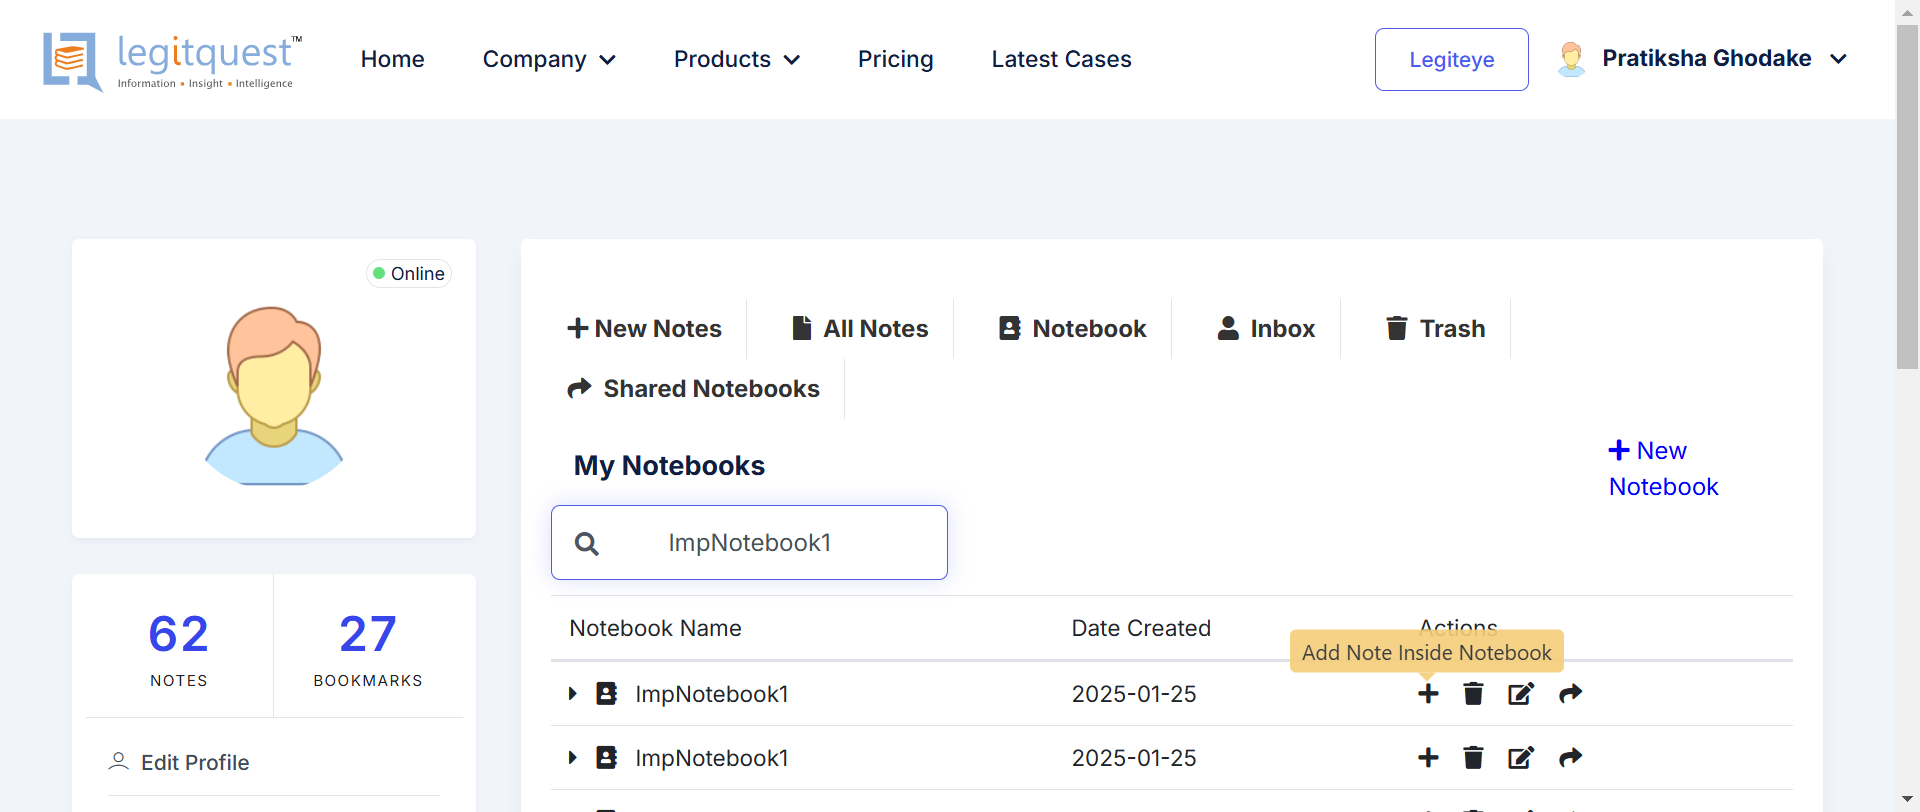 legitquest™
Information ▪ Insight ▪ Intelligence
Home
Company
Products
Pricing
Latest Cases
Legiteye
Pratiksha Ghodake
Online
New Notes
All Notes
Notebook
Inbox
Trash
Shared Notebooks
My Notebooks
New
Notebook
ImpNotebook1
62
NOTES
27
BOOKMARKS
Edit Profile
Notebook Name
Date Created
Actions
Add Note Inside Notebook
ImpNotebook1
2025-01-25
ImpNotebook1
2025-01-25